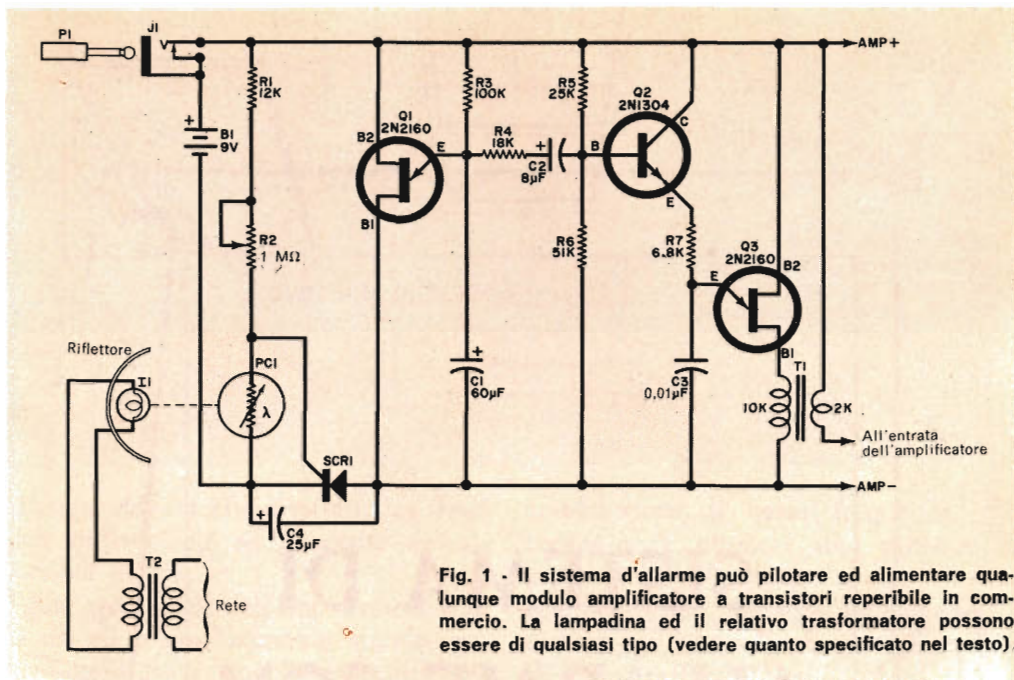 P1
J1
V
AMP+
R1
12K
R3
100K
R5
25K
Q2
2N1304
C
Q1
2N2160
B2
E
R4
18K
+
C2
8µF
B
E
+
B1
9V
B1
R2
1 MΩ
R6
51K
R7
6.8K
Q3
2N2160
E
B2
B1
Riflettore
I1
PC1
λ
+
C1
60µF
C3
0,01µF
T1
10K
2K
All'entrata
dell'amplificatore
SCR1
AMP-
+
C4
25µF
T2
Rete
Fig. 1 - Il sistema d'allarme può pilotare ed alimentare qua-
lunque modulo amplificatore a transistori reperibile in com-
mercio. La lampadina ed il relativo trasformatore possono
essere di qualsiasi tipo (vedere quanto specificato nel testo).